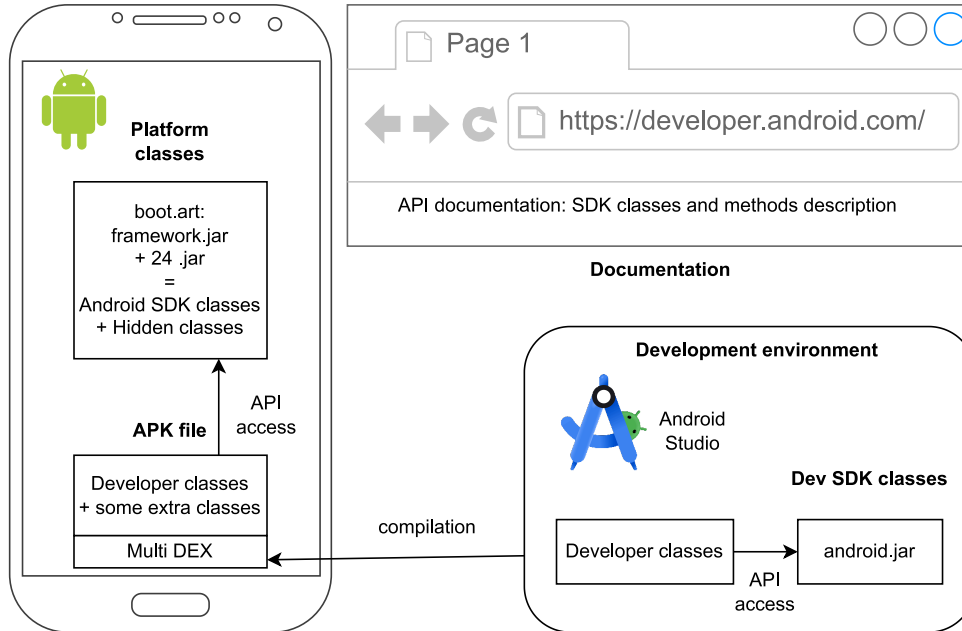 Platform
classes
boot.art:
framework.jar
+ 24 .jar
=
Android SDK classes
+ Hidden classes
API
access
APK file
Developer classes
+ some extra classes
Multi DEX
Page 1
https://developer.android.com/
API documentation: SDK classes and methods description
Documentation
compilation
Development environment
Android
Studio
Dev SDK classes
Developer classes
API
access
android.jar